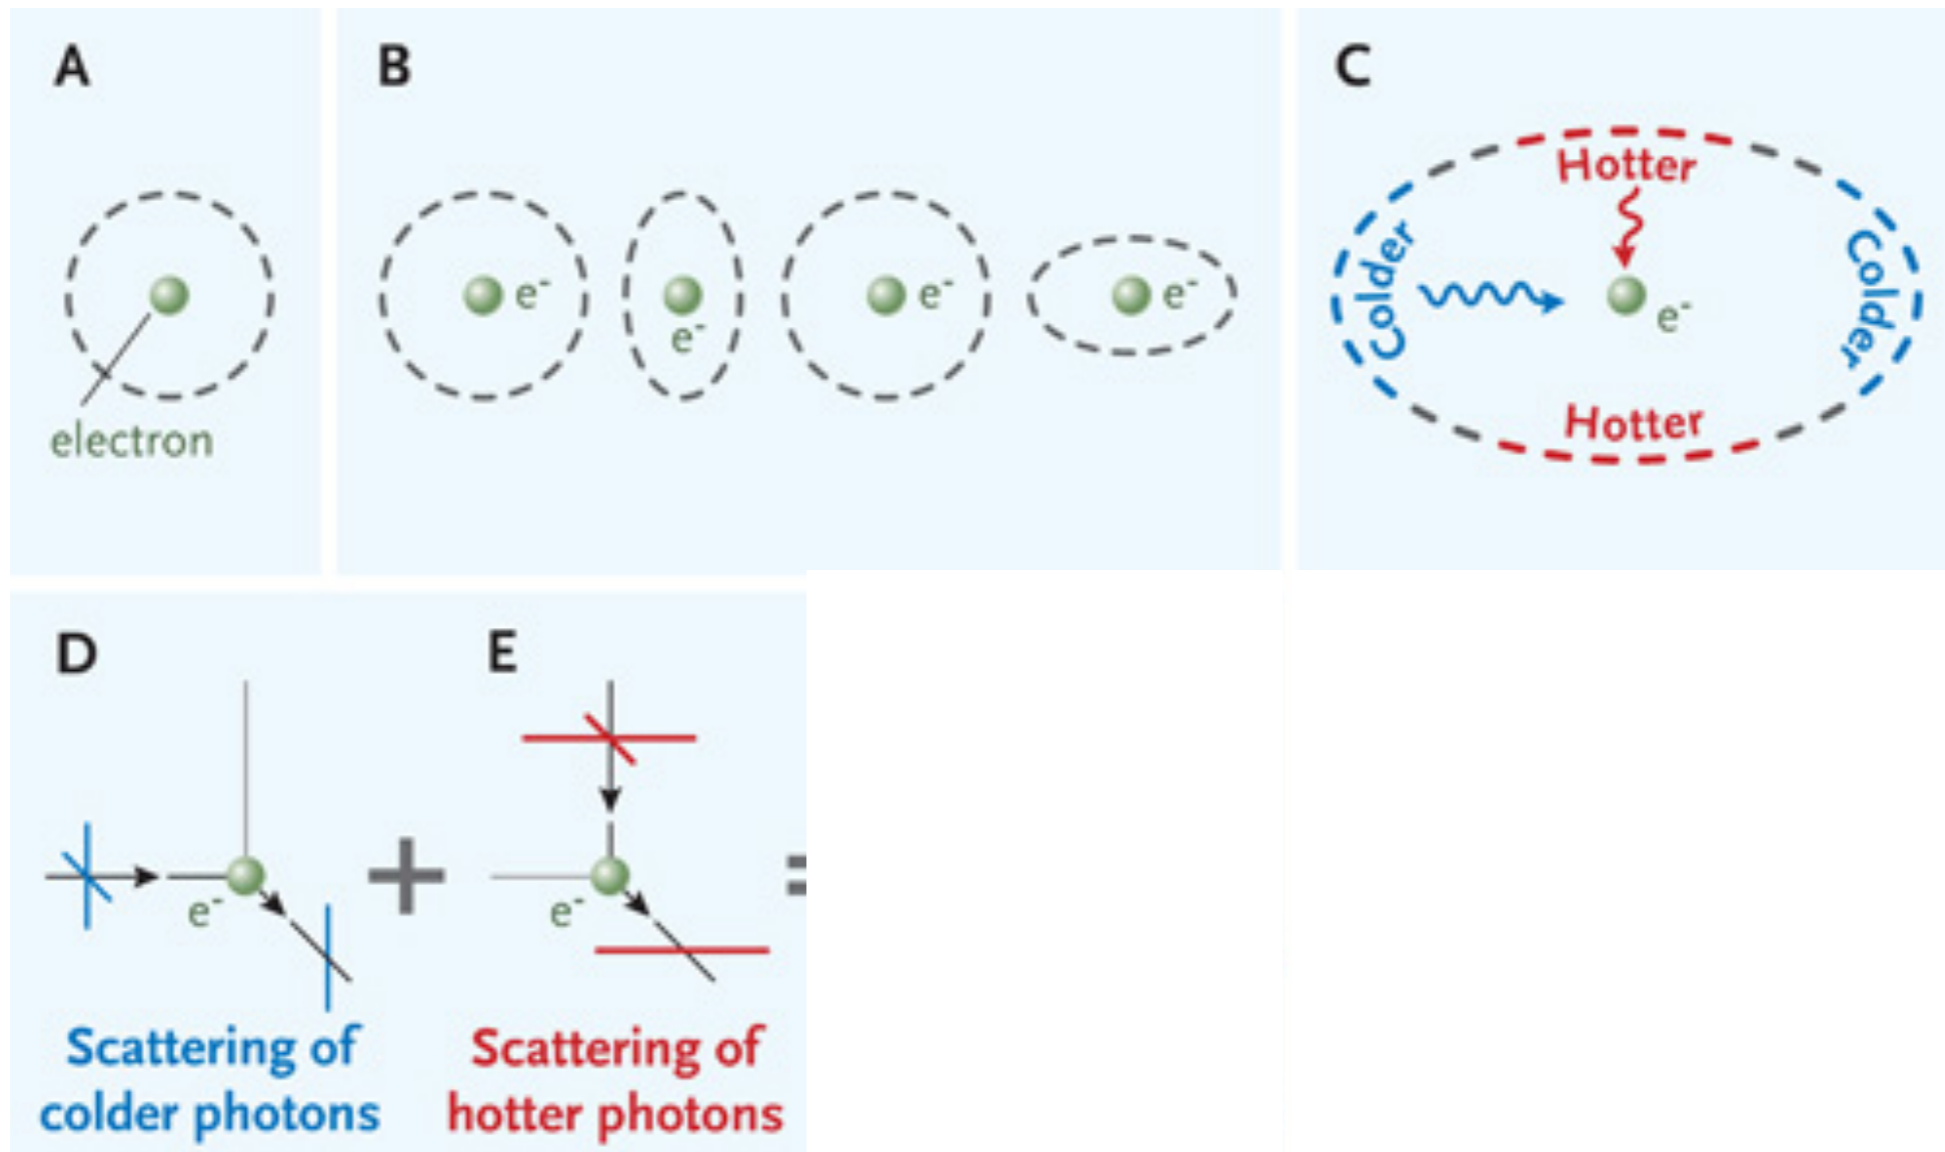 A
B
C
electron
e-
e-
e-
e-
Hotter
Colder
Colder
e-
Hotter
D
E
e-
+
e-
=
Scattering of
colder photons
Scattering of
hotter photons